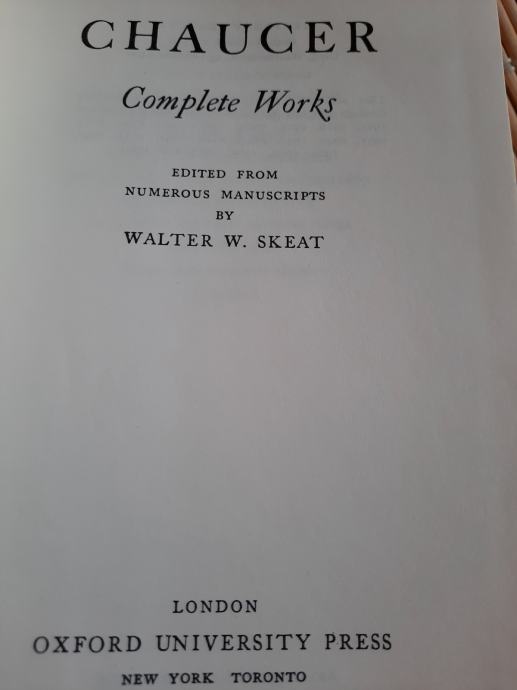 CHAUCER
Complete Works
EDITED FROM
NUMEROUS MANUSCRIPTS
BY
WALTER W. SKEAT
LONDON
OXFORD UNIVERSITY PRESS
NEW YORK TORONTO